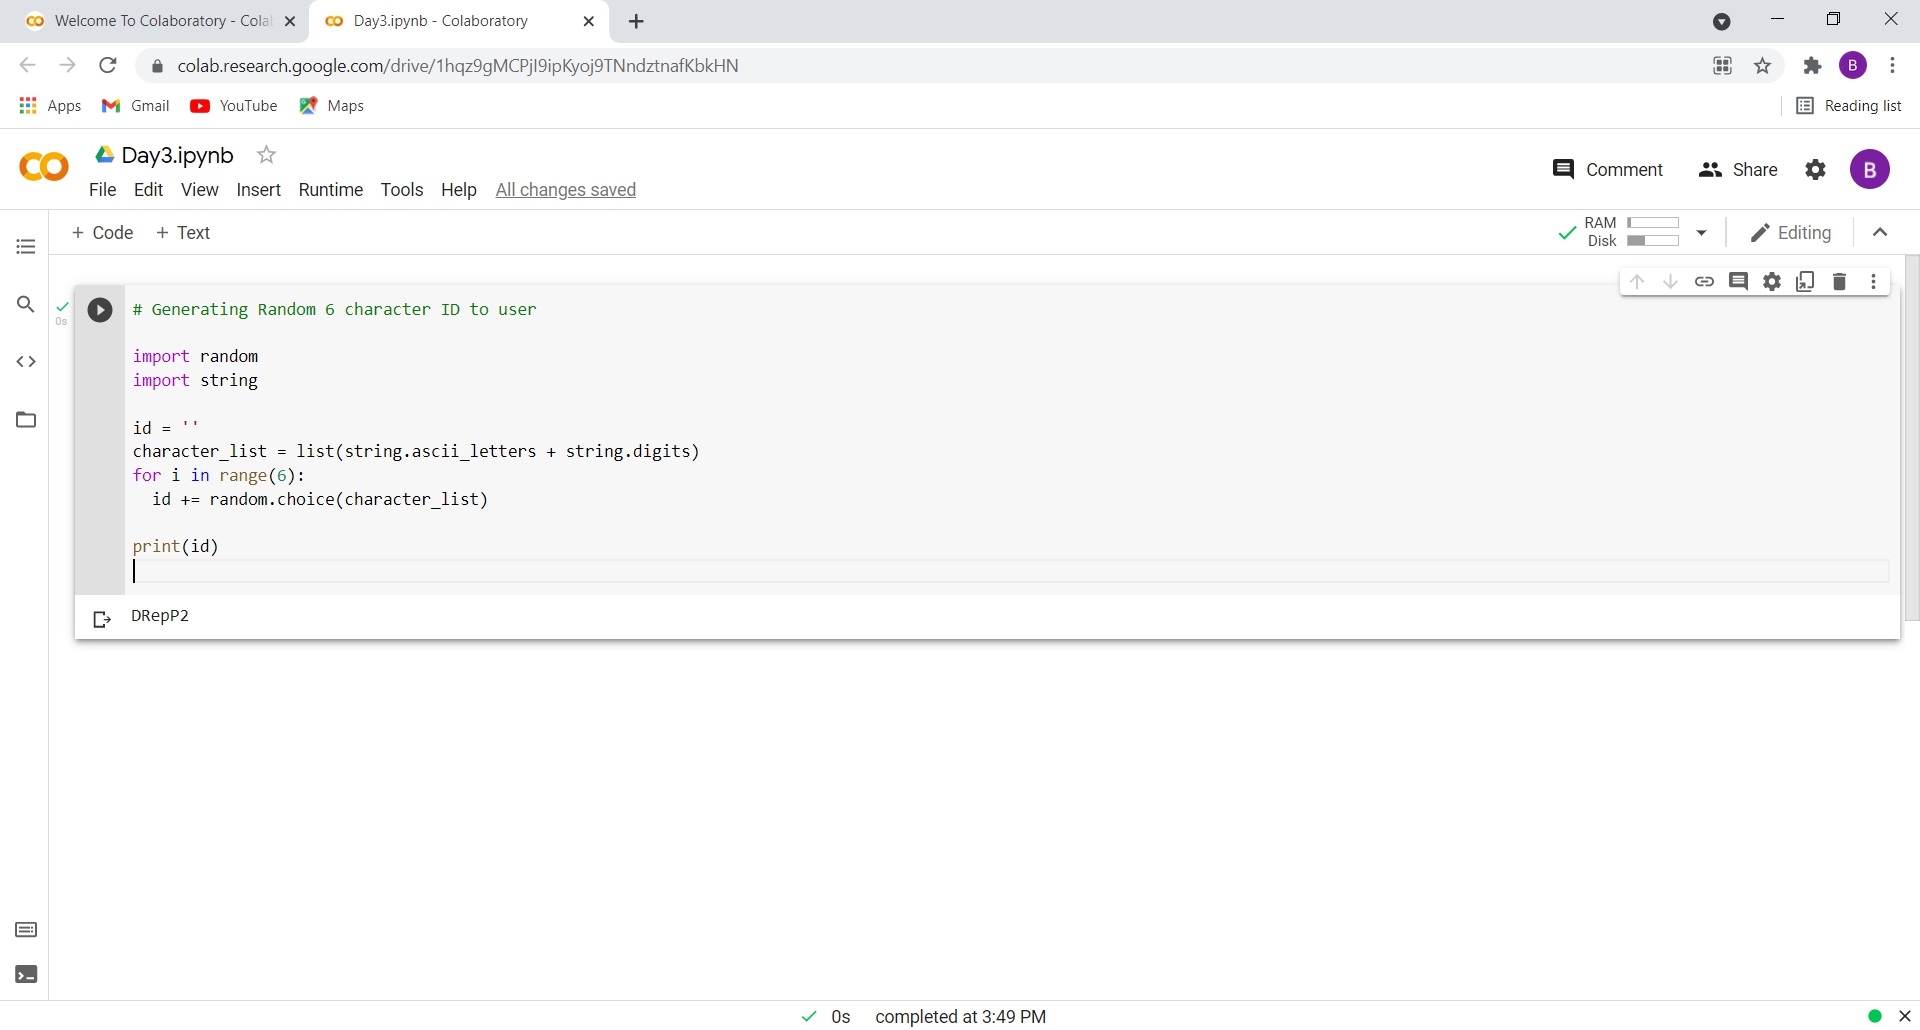 Welcome To Colaboratory - Cola
Day3.ipynb - Colaboratory
colab.research.google.com/drive/1hqz9gMCPjI9ipKyoj9TNndztnafKbkHN
B
Apps
Gmail
YouTube
Maps
Reading list
Day3.ipynb
Comment
Share
B
File Edit View Insert Runtime Tools Help All changes saved
+ Code + Text
RAM
Disk
Editing
0s
# Generating Random 6 character ID to user
import random
import string
id = ''
character_list = list(string.ascii_letters + string.digits)
for i in range(6):
  id += random.choice(character_list)
print(id)
DRepP2
0s completed at 3:49 PM